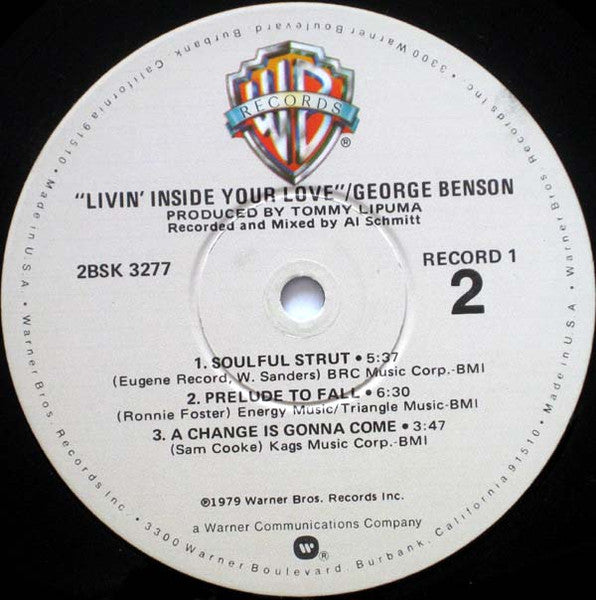 WB
RECORDS
®
"LIVIN' INSIDE YOUR LOVE"/GEORGE BENSON
PRODUCED BY TOMMY LIPUMA
Recorded and Mixed by Al Schmitt
2BSK 3277
RECORD 1
2
1. SOULFUL STRUT • 5:37
(Eugene Record, W. Sanders) BRC Music Corp.-BMI
2. PRELUDE TO FALL • 6:30
(Ronnie Foster) Energy Music/Triangle Music-BMI
3. A CHANGE IS GONNA COME • 3:47
(Sam Cooke) Kags Music Corp.-BMI
℗1979 Warner Bros. Records Inc.
a Warner Communications Company
W
®
• Warner Bros. Records Inc. • 3300 Warner Boulevard, Burbank, California 91510 • Made in U.S.A.
• Warner Bros. Records Inc. • 3300 Warner Boulevard, Burbank, California 91510 • Made in U.S.A.